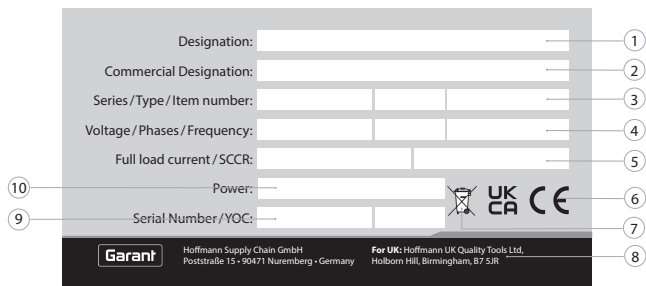 Designation: 1
Commercial Designation: 2
Series/Type/Item number: 3
Voltage/Phases/Frequency: 4
Full load current/SCCR: 5
10 Power: UK CA CE 6
9 Serial Number/YOC: 7
Garant
Hoffmann Supply Chain GmbH
Poststraße 15 • 90471 Nuremberg • Germany
For UK: Hoffmann UK Quality Tools Ltd,
Holborn Hill, Birmingham, B7 5JR
8